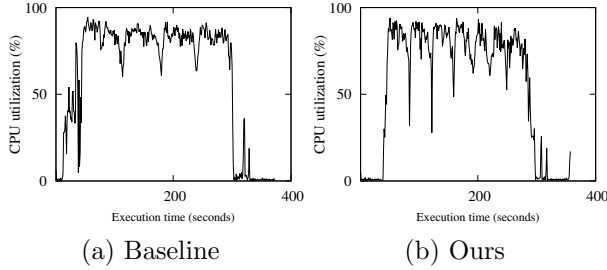 100
50
0
200
400
CPU utilization (%)
Execution time (seconds)
(a) Baseline
100
50
0
200
400
CPU utilization (%)
Execution time (seconds)
(b) Ours